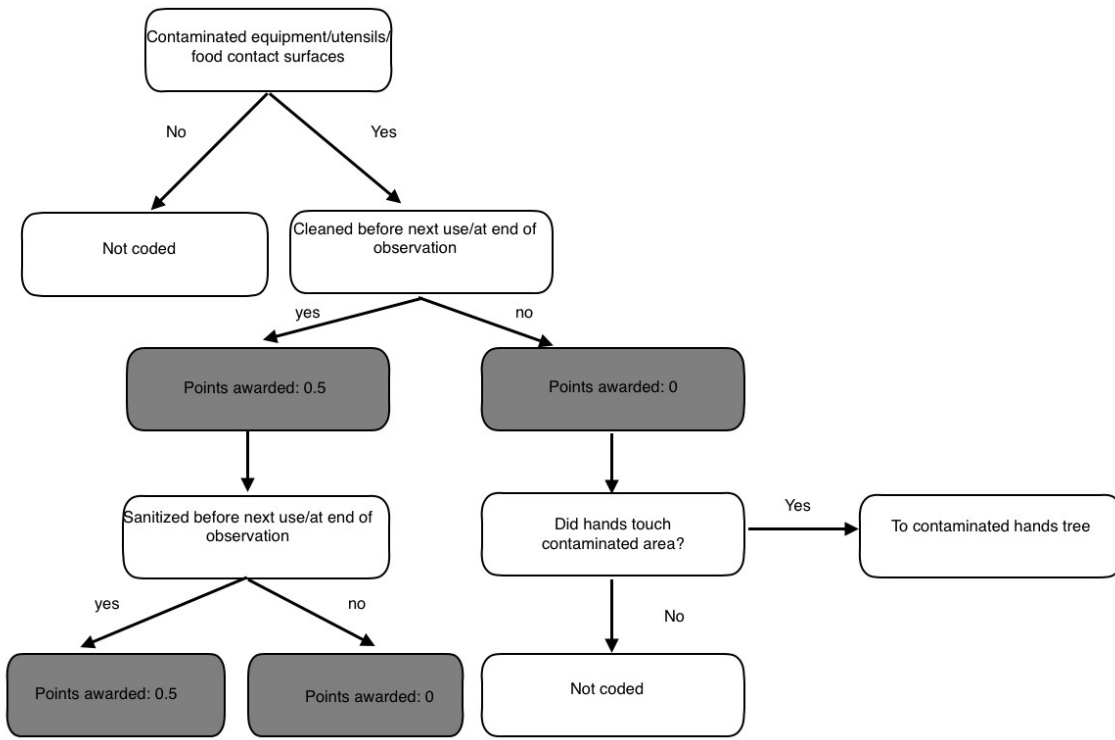 Contaminated equipment/utensils/
food contact surfaces
No
Yes
Not coded
Cleaned before next use/at end of
observation
yes
no
Points awarded: 0.5
Points awarded: 0
Sanitized before next use/at end of
observation
Did hands touch
contaminated area?
Yes
To contaminated hands tree
yes
no
No
Points awarded: 0.5
Points awarded: 0
Not coded